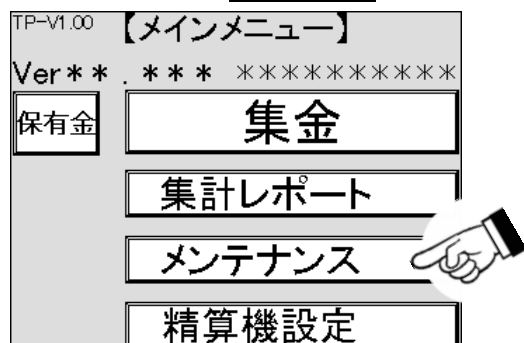 TP-V1.00 【メインメニュー】
Ver**.*** **********
保有金 集金
集計レポート
メンテナンス
精算機設定